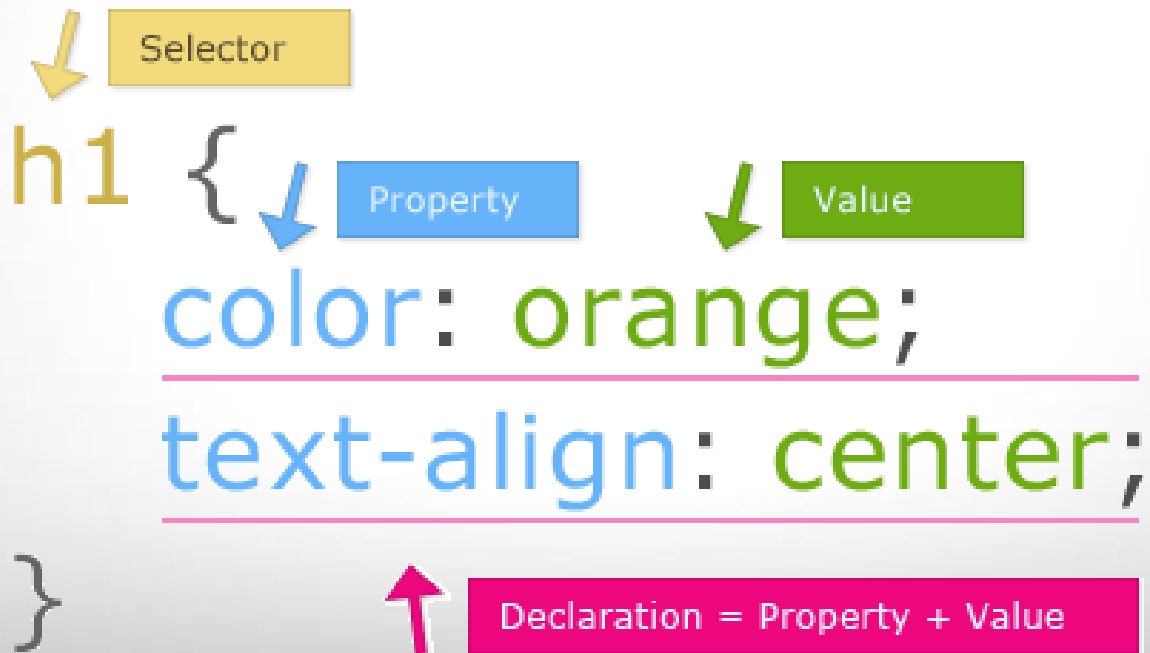 Selector
h1 {
Property
Value
color: orange;
text-align: center;
}
Declaration = Property + Value